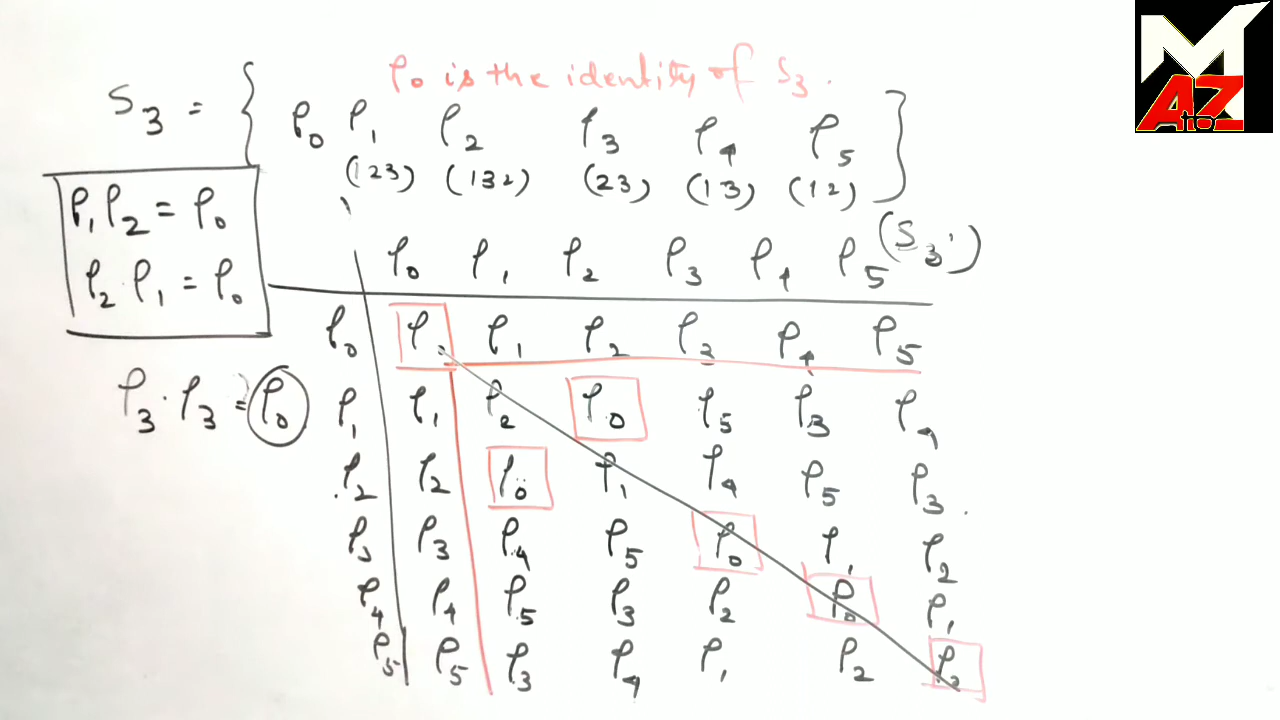 ρ₀ is the identity of S₃.
S₃ = { ρ₀ ρ₁ ρ₂ ρ₃ ρ₄ ρ₅ }
(123) (132) (23) (13) (12)
ρ₁ρ₂ = ρ₀
ρ₂·ρ₁ = ρ₀
ρ₃·ρ₃ = ρ₀
ρ₀ ρ₁ ρ₂ ρ₃ ρ₄ ρ₅ (S₃ ·)
ρ₀ ρ₀ ρ₁ ρ₂ ρ₃ ρ₄ ρ₅
ρ₁ ρ₁ ρ₂ ρ₀ ρ₅ ρ₃ ρ₄
ρ₂ ρ₂ ρ₀ ρ₁ ρ₄ ρ₅ ρ₃
ρ₃ ρ₃ ρ₄ ρ₅ ρ₀ ρ₁ ρ₂
ρ₄ ρ₄ ρ₅ ρ₃ ρ₂ ρ₀ ρ₁
ρ₅ ρ₅ ρ₃ ρ₄ ρ₁ ρ₂ ρ₀
M
AtoZ